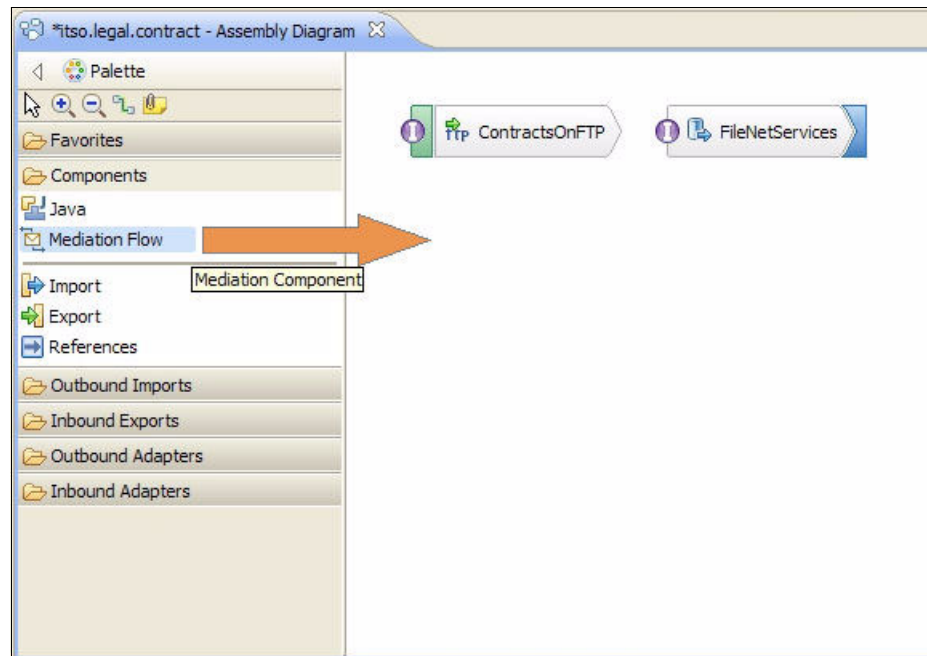 *itso.legal.contract - Assembly Diagram
Palette
Favorites
Components
Java
Mediation Flow
Mediation Component
Import
Export
References
Outbound Imports
Inbound Exports
Outbound Adapters
Inbound Adapters
FTP ContractsOnFTP
FileNetServices